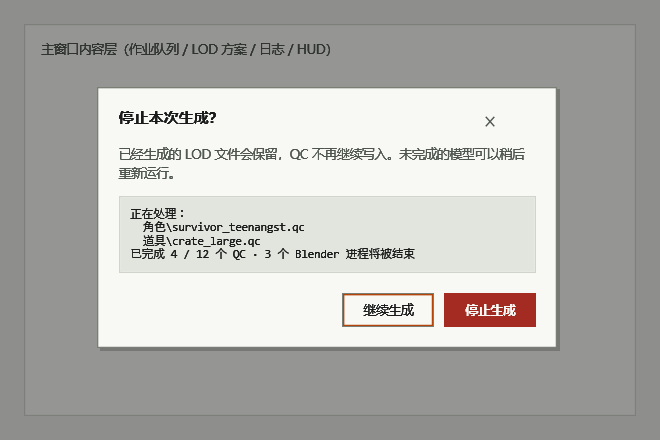 主窗口内容层（作业队列 / LOD 方案 / 日志 / HUD）
停止本次生成？
×
已经生成的 LOD 文件会保留，QC 不再继续写入。未完成的模型可以稍后
重新运行。
正在处理：
角色\survivor_teenangst.qc
道具\crate_large.qc
已完成 4 / 12 个 QC · 3 个 Blender 进程将被结束
继续生成
停止生成